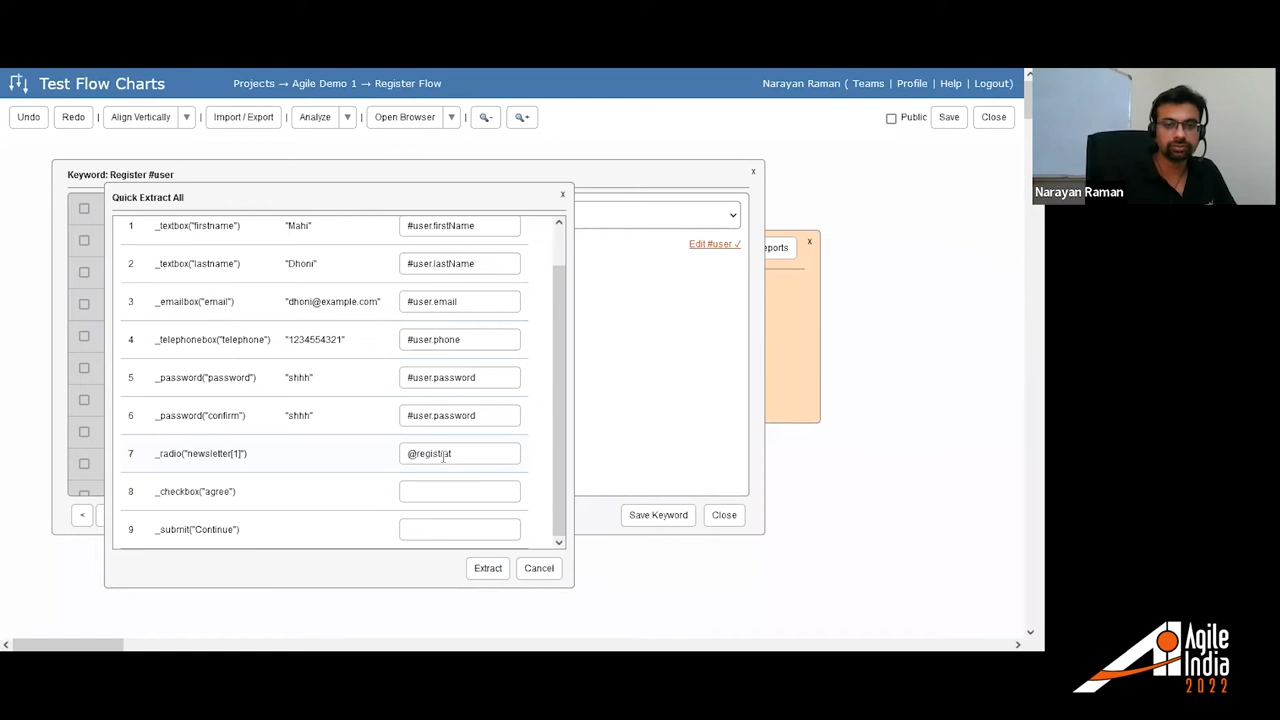 Test Flow Charts
Projects → Agile Demo 1 → Register Flow
Narayan Raman ( Teams | Profile | Help | Logout)
Undo Redo | Align Vertically ▼ | Import / Export | Analyze ▼ | Open Browser ▼ | Public Save Close
Narayan Raman
Keyword: Register #user x
Quick Extract All x
1 _textbox("firstname") "Mahi" #user.firstName
2 _textbox("lastname") "Dhoni" #user.lastName
3 _emailbox("email") "dhoni@example.com" #user.email
4 _telephonebox("telephone") "1234554321" #user.phone
5 _password("password") "shhh" #user.password
6 _password("confirm") "shhh" #user.password
7 _radio("newsletter[1]") @registrat
8 _checkbox("agree")
9 _submit("Continue")
Extract Cancel
Edit #user ✓
eports x
< Save Keyword Close
Agile
India
2022